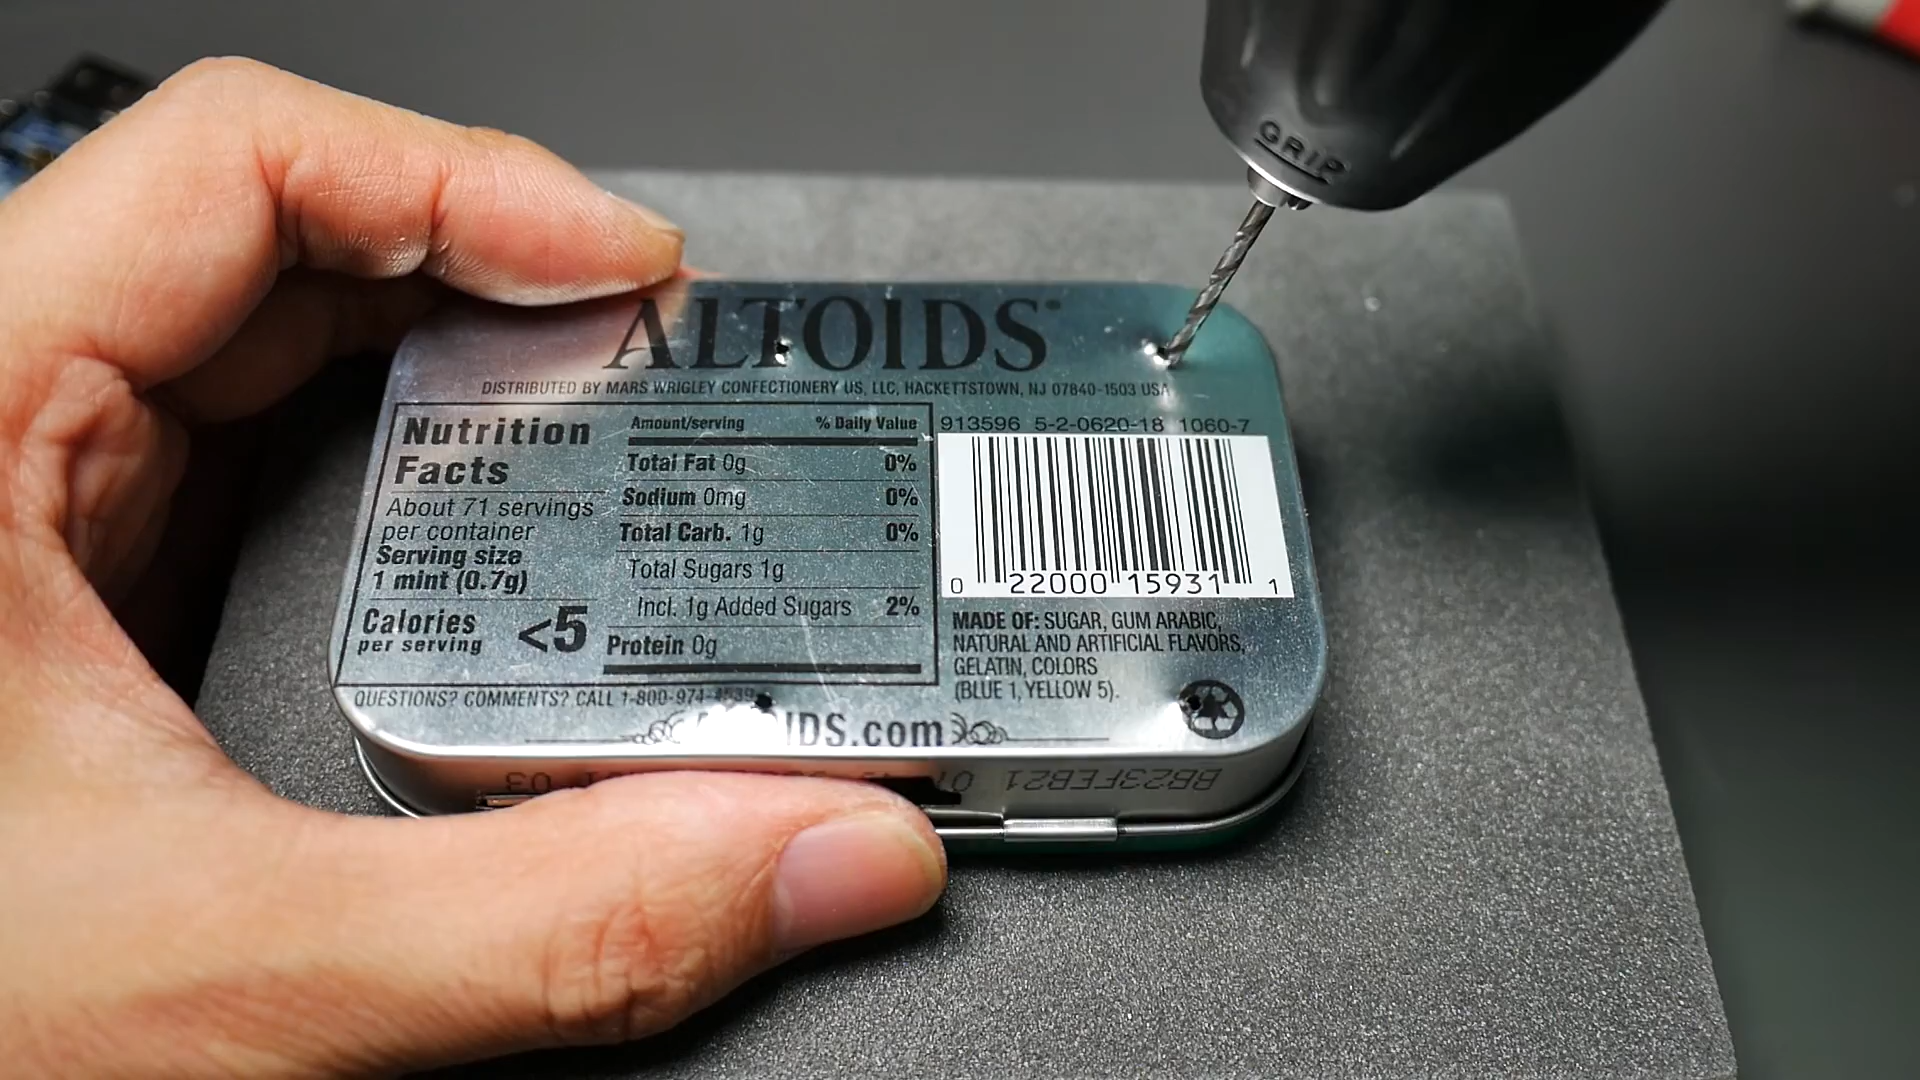 GRIP
ALTOIDS®
DISTRIBUTED BY MARS WRIGLEY CONFECTIONERY US, LLC, HACKETTSTOWN, NJ 07840-1503 USA
Nutrition
Facts
About 71 servings
per container
Serving size
1 mint (0.7g)
Calories
per serving
<5
Amount/serving % Daily Value
Total Fat 0g 0%
Sodium 0mg 0%
Total Carb. 1g 0%
Total Sugars 1g
Incl. 1g Added Sugars 2%
Protein 0g
913596 5-2-0620-18 1060-7
0 22000 15931 1
MADE OF: SUGAR, GUM ARABIC,
NATURAL AND ARTIFICIAL FLAVORS,
GELATIN, COLORS
(BLUE 1, YELLOW 5).
QUESTIONS? COMMENTS? CALL 1-800-974-4539
IDS.com
BB23FEB21
03